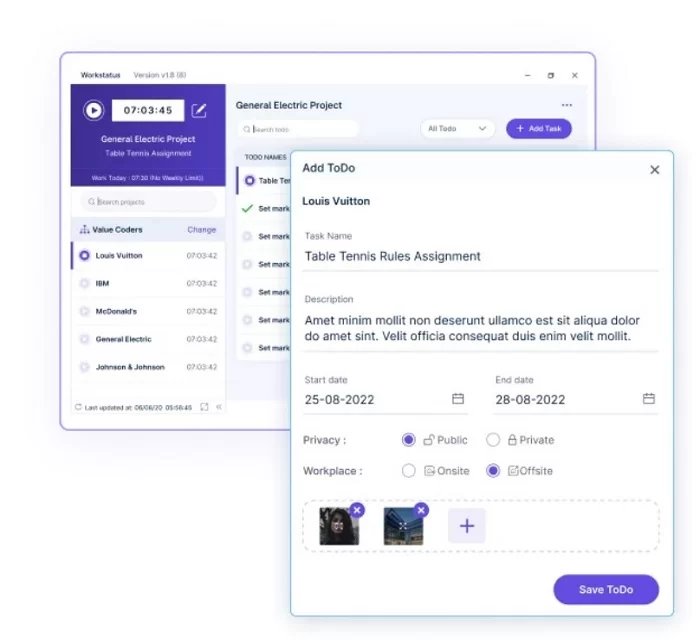 Workstatus Version v1.8 (6)
07:03:45
General Electric Project
Table Tennis Assignment
Work Today - 07:30 (No Weekly Limit))
Search projects
Value Coders Change
Louis Vuitton 07:03:42
IBM 07:03:42
McDonald's 07:03:42
General Electric 07:03:42
Johnson & Johnson 07:03:42
Last updated at: 06/08/20 05:56:45
General Electric Project
Search todo
All Todo
+ Add Task
TODO NAMES
Table Ten
Set mark
Set mark
Set mark
Set mark
Set mark
Set mark
Add ToDo
Louis Vuitton
Task Name
Table Tennis Rules Assignment
Description
Amet minim mollit non deserunt ullamco est sit aliqua dolor
do amet sint. Velit officia consequat duis enim velit mollit.
Start date End date
25-08-2022 28-08-2022
Privacy : Public Private
Workplace : Onsite Offsite
Save ToDo